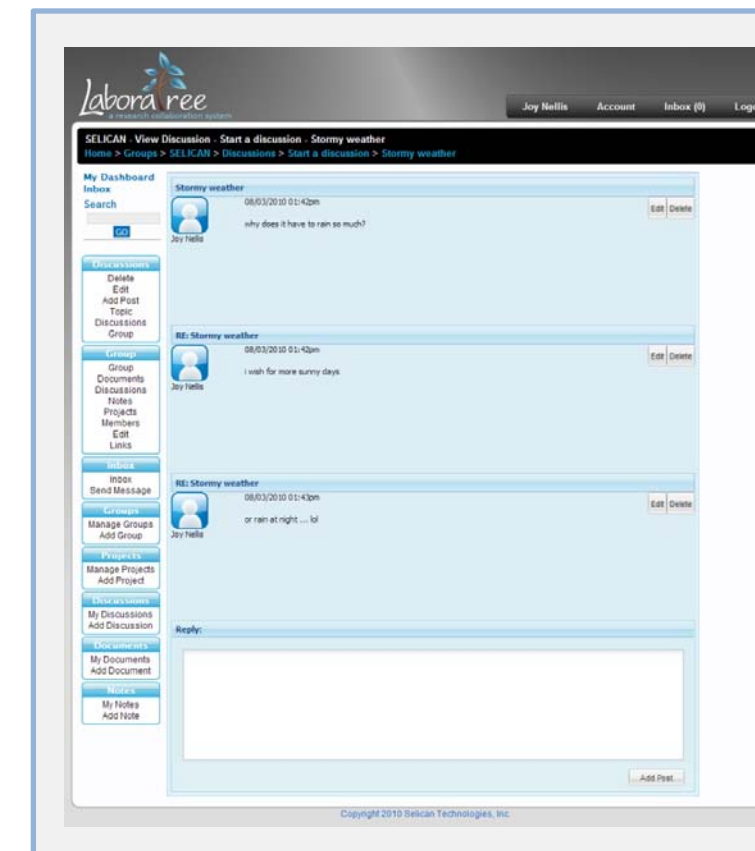 Laboratree
a research collaboration system
Joy Nellis Account Inbox (0) Logo
SELICAN - View Discussion - Start a discussion - Stormy weather
Home > Groups > SELICAN > Discussions > Start a discussion > Stormy weather
My Dashboard
Inbox
Search
GO
Discussions
Delete
Edit
Add Post
Topic
Discussions
Group
Group
Group
Documents
Discussions
Notes
Projects
Members
Edit
Links
Inbox
Inbox
Send Message
Groups
Manage Groups
Add Group
Projects
Manage Projects
Add Project
Discussions
My Discussions
Add Discussion
Documents
My Documents
Add Document
Notes
My Notes
Add Note
Stormy weather
08/03/2010 01:42pm
Edit Delete
why does it have to rain so much?
Joy Nellis
RE: Stormy weather
08/03/2010 01:42pm
Edit Delete
i wish for more sunny days
Joy Nellis
RE: Stormy weather
08/03/2010 01:43pm
Edit Delete
or rain at night .... lol
Joy Nellis
Reply:
Add Post
Copyright 2010 Selican Technologies, Inc.